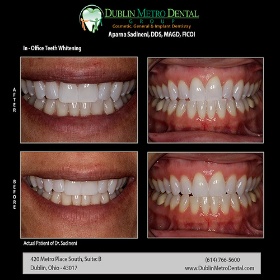 DUBLIN METRO DENTAL
GROUP
Cosmetic General & Implant Dentistry
Aparna Sadineni, DDS, MAGD, FICOI
In - Office Teeth Whitening
AFTER
BEFORE
Actual Patient of Dr. Sadineni
420 Metro Place South, Suite: B
Dublin, Ohio - 43017
(614)766-5600
www.DublinMetroDental.com